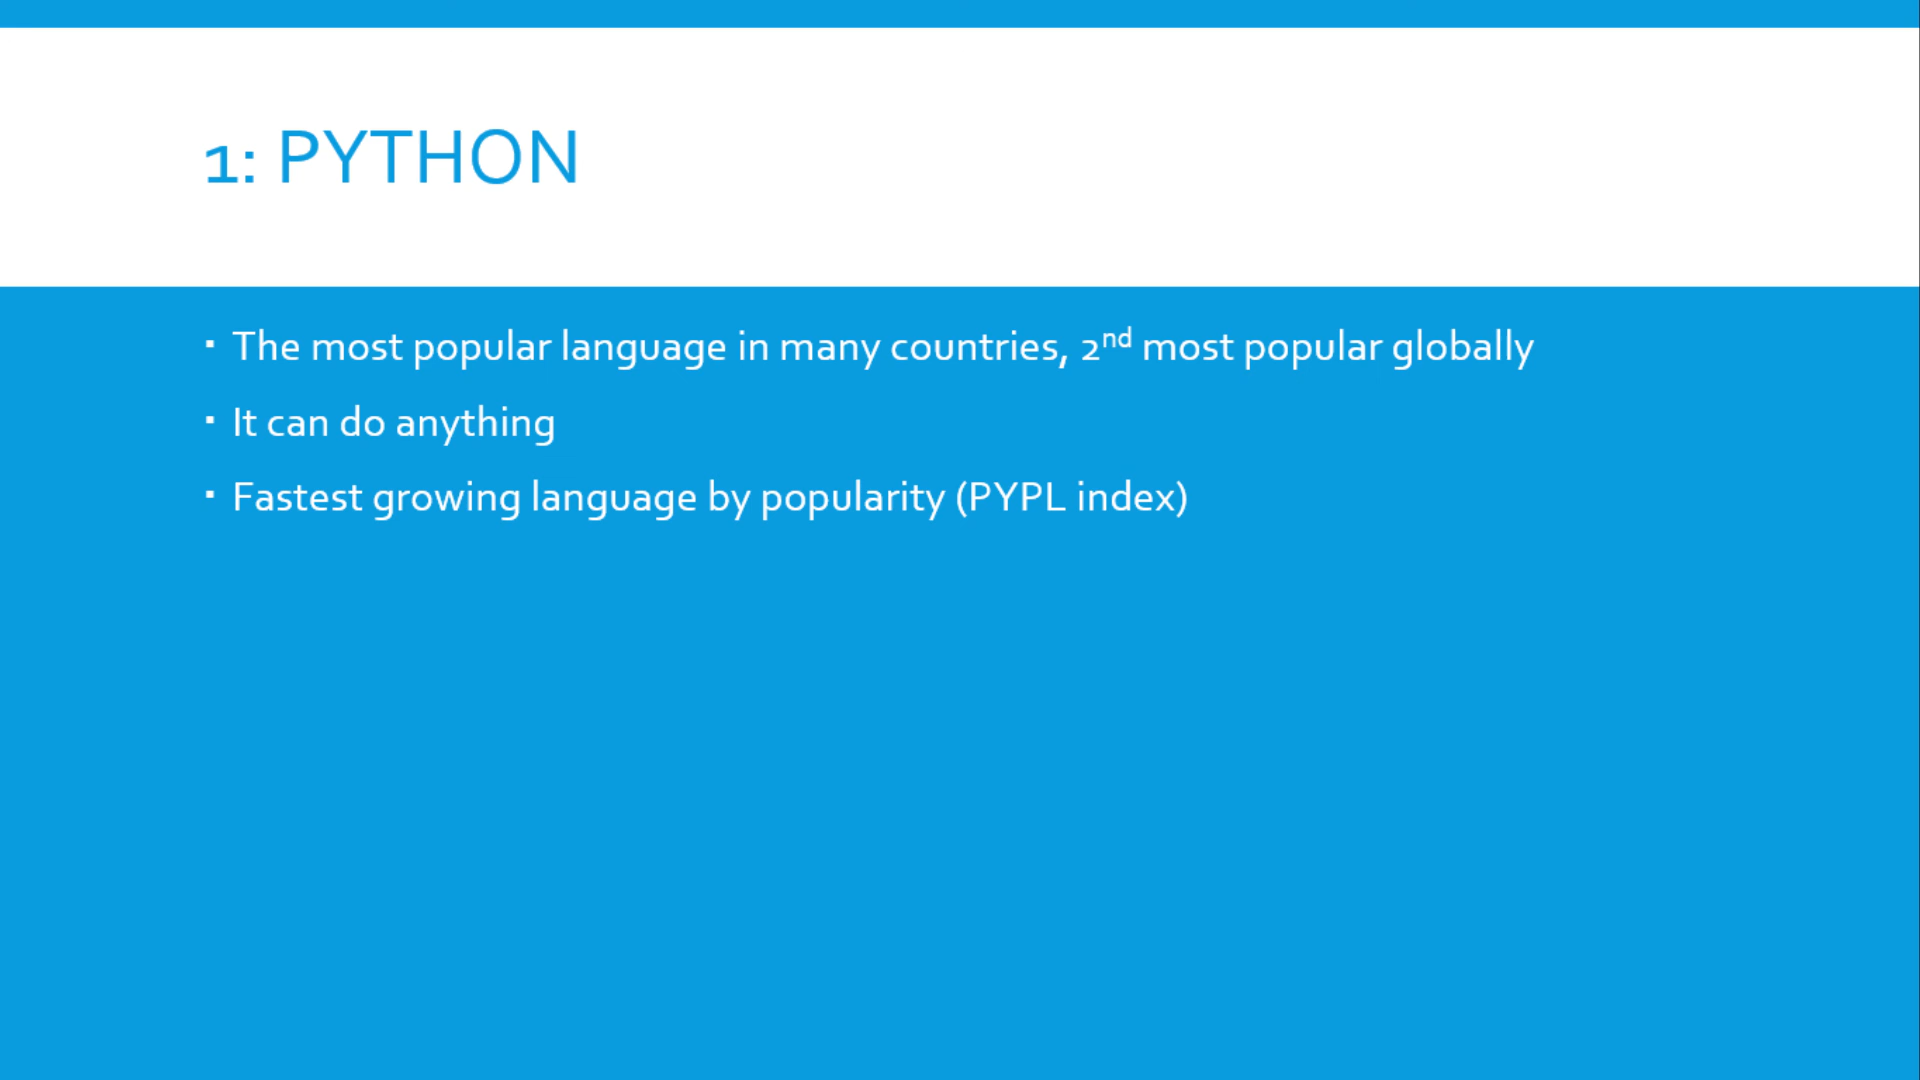 1: PYTHON
▪ The most popular language in many countries, 2nd most popular globally
▪ It can do anything
▪ Fastest growing language by popularity (PYPL index)